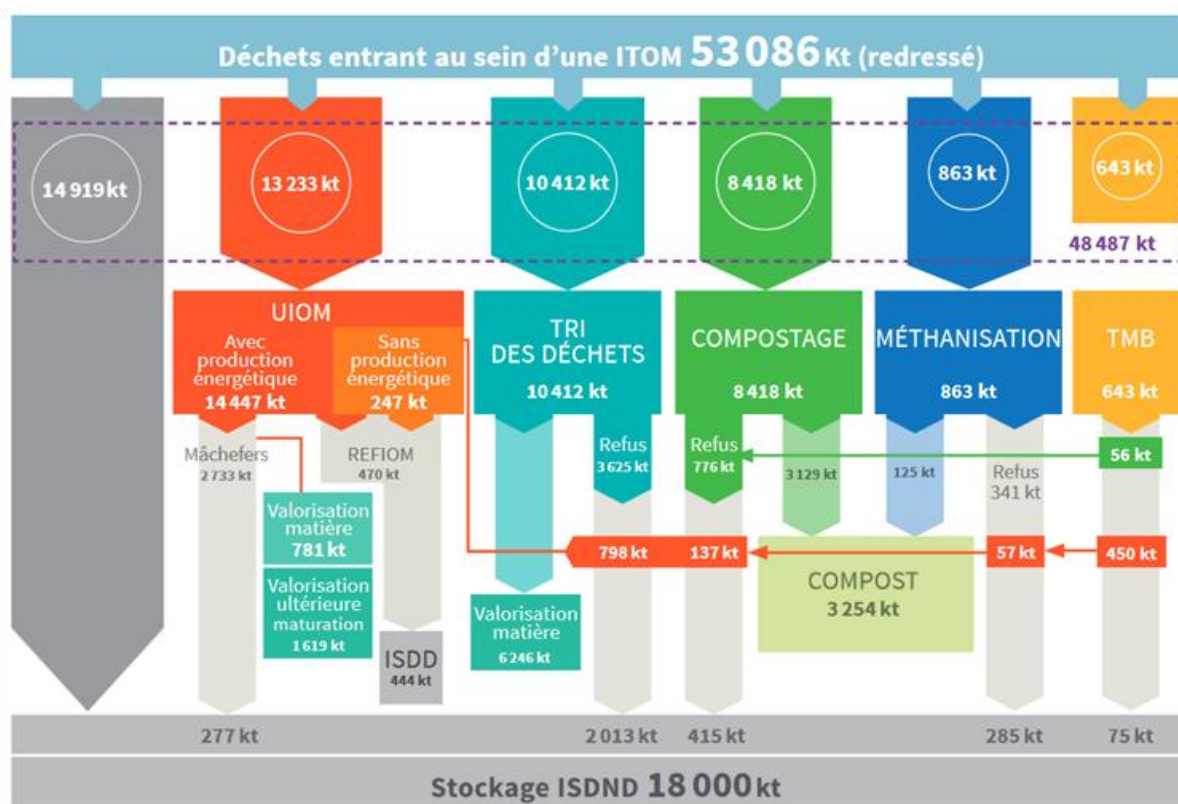 Déchets entrant au sein d’une ITOM 53 086 Kt (redressé)
14 919 kt
13 233 kt
10 412 kt
8 418 kt
863 kt
643 kt
48 487 kt
UIOM
Avec
production
énergétique
14 447 kt
Sans
production
énergétique
247 kt
TRI
DES DÉCHETS
10 412 kt
COMPOSTAGE
8 418 kt
MÉTHANISATION
863 kt
TMB
643 kt
Mâchefers
2 733 kt
REFIOM
470 kt
Refus
3 625 kt
Refus
776 kt
3 129 kt
125 kt
Refus
341 kt
56 kt
Valorisation
matière
781 kt
Valorisation
ultérieure
maturation
1 619 kt
798 kt
137 kt
57 kt
450 kt
COMPOST
3 254 kt
Valorisation
matière
6 246 kt
ISDD
444 kt
277 kt
2 013 kt
415 kt
285 kt
75 kt
Stockage ISDND 18 000 kt